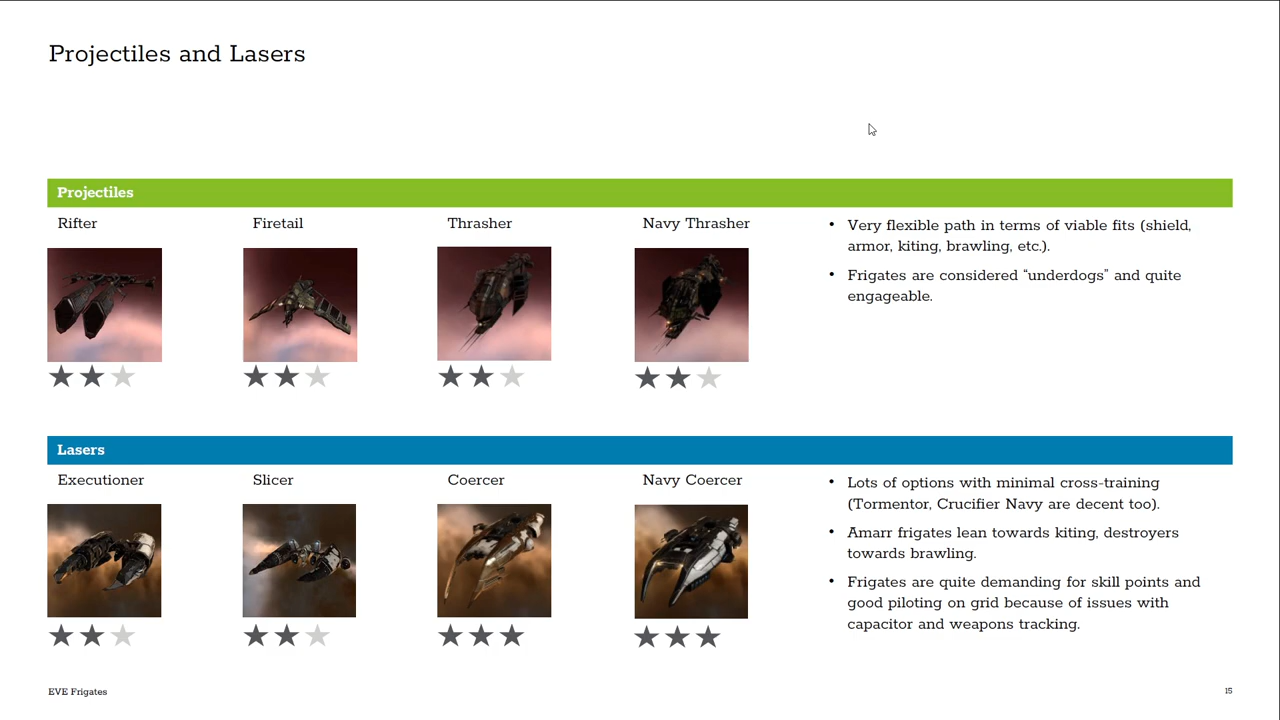 Projectiles and Lasers
Projectiles
Rifter
Firetail
Thrasher
Navy Thrasher
• Very flexible path in terms of viable fits (shield,
armor, kiting, brawling, etc.).
• Frigates are considered “underdogs” and quite
engageable.
Lasers
Executioner
Slicer
Coercer
Navy Coercer
• Lots of options with minimal cross-training
(Tormentor, Crucifier Navy are decent too).
• Amarr frigates lean towards kiting, destroyers
towards brawling.
• Frigates are quite demanding for skill points and
good piloting on grid because of issues with
capacitor and weapons tracking.
EVE Frigates
15